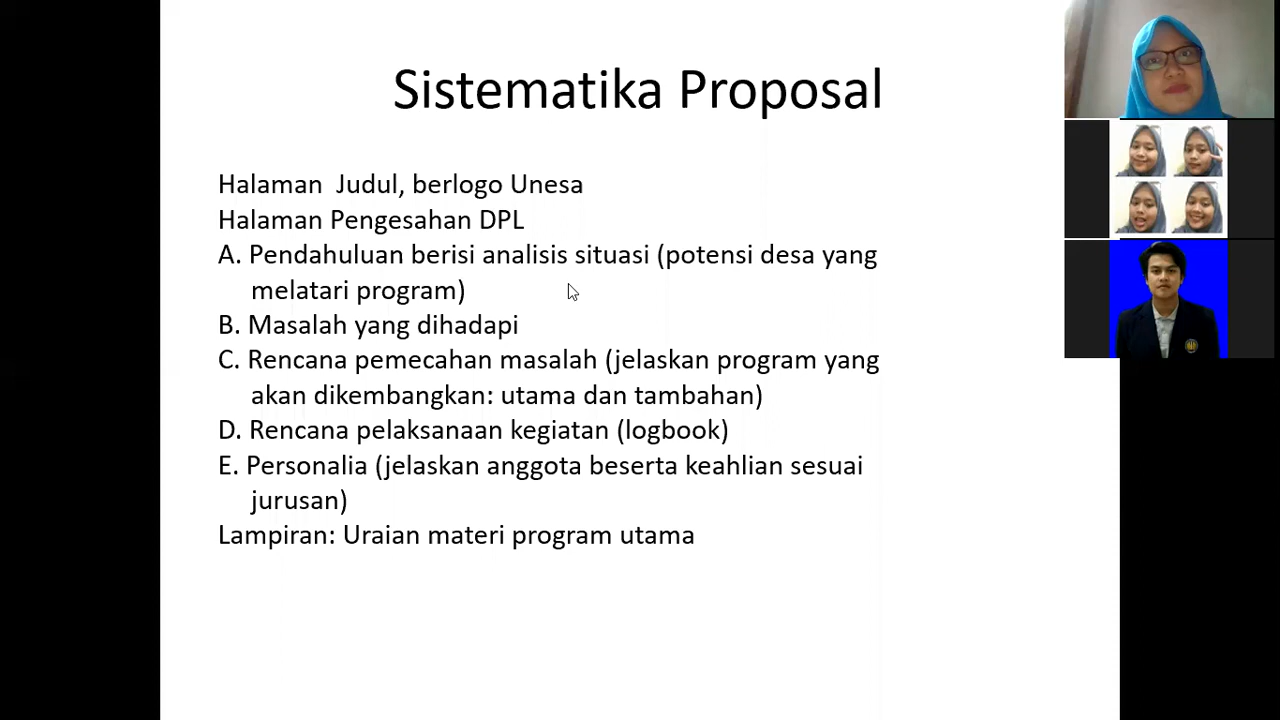 Sistematika Proposal
Halaman Judul, berlogo Unesa
Halaman Pengesahan DPL
A. Pendahuluan berisi analisis situasi (potensi desa yang
melatari program)
B. Masalah yang dihadapi
C. Rencana pemecahan masalah (jelaskan program yang
akan dikembangkan: utama dan tambahan)
D. Rencana pelaksanaan kegiatan (logbook)
E. Personalia (jelaskan anggota beserta keahlian sesuai
jurusan)
Lampiran: Uraian materi program utama